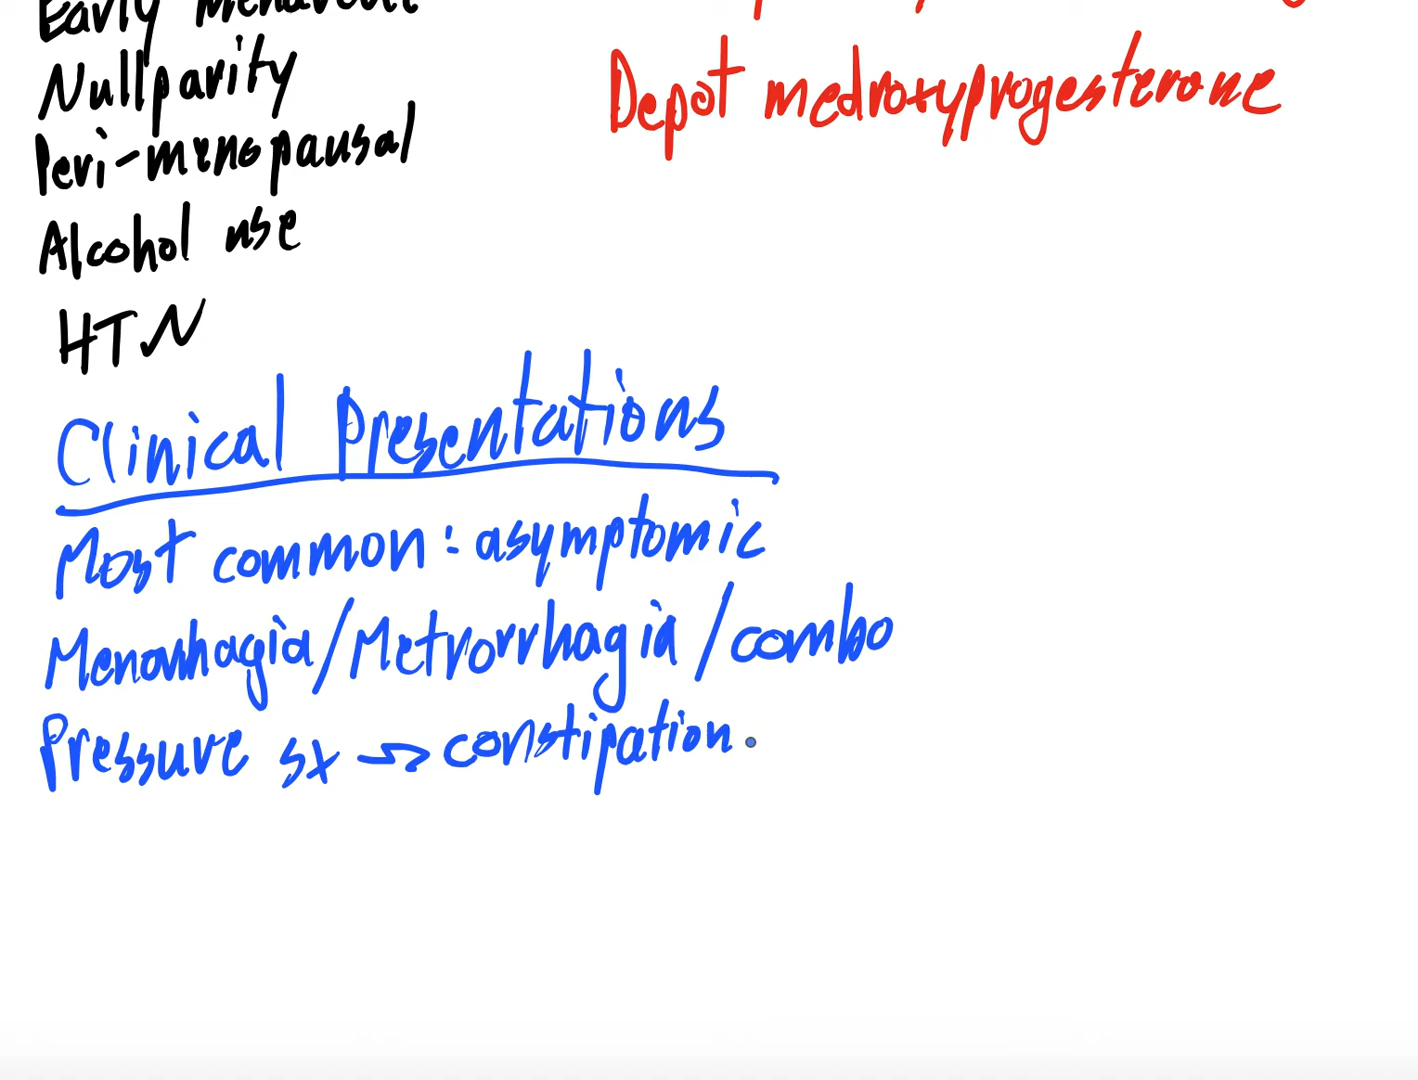 Early
Nullparity
Peri-menopausal
Alcohol use
HTN
Depot medroxyprogesterone
Clinical Presentations
Most common: asymptomic
Menorrhagia/Metrorrhagia/combo
Pressure sx → constipation